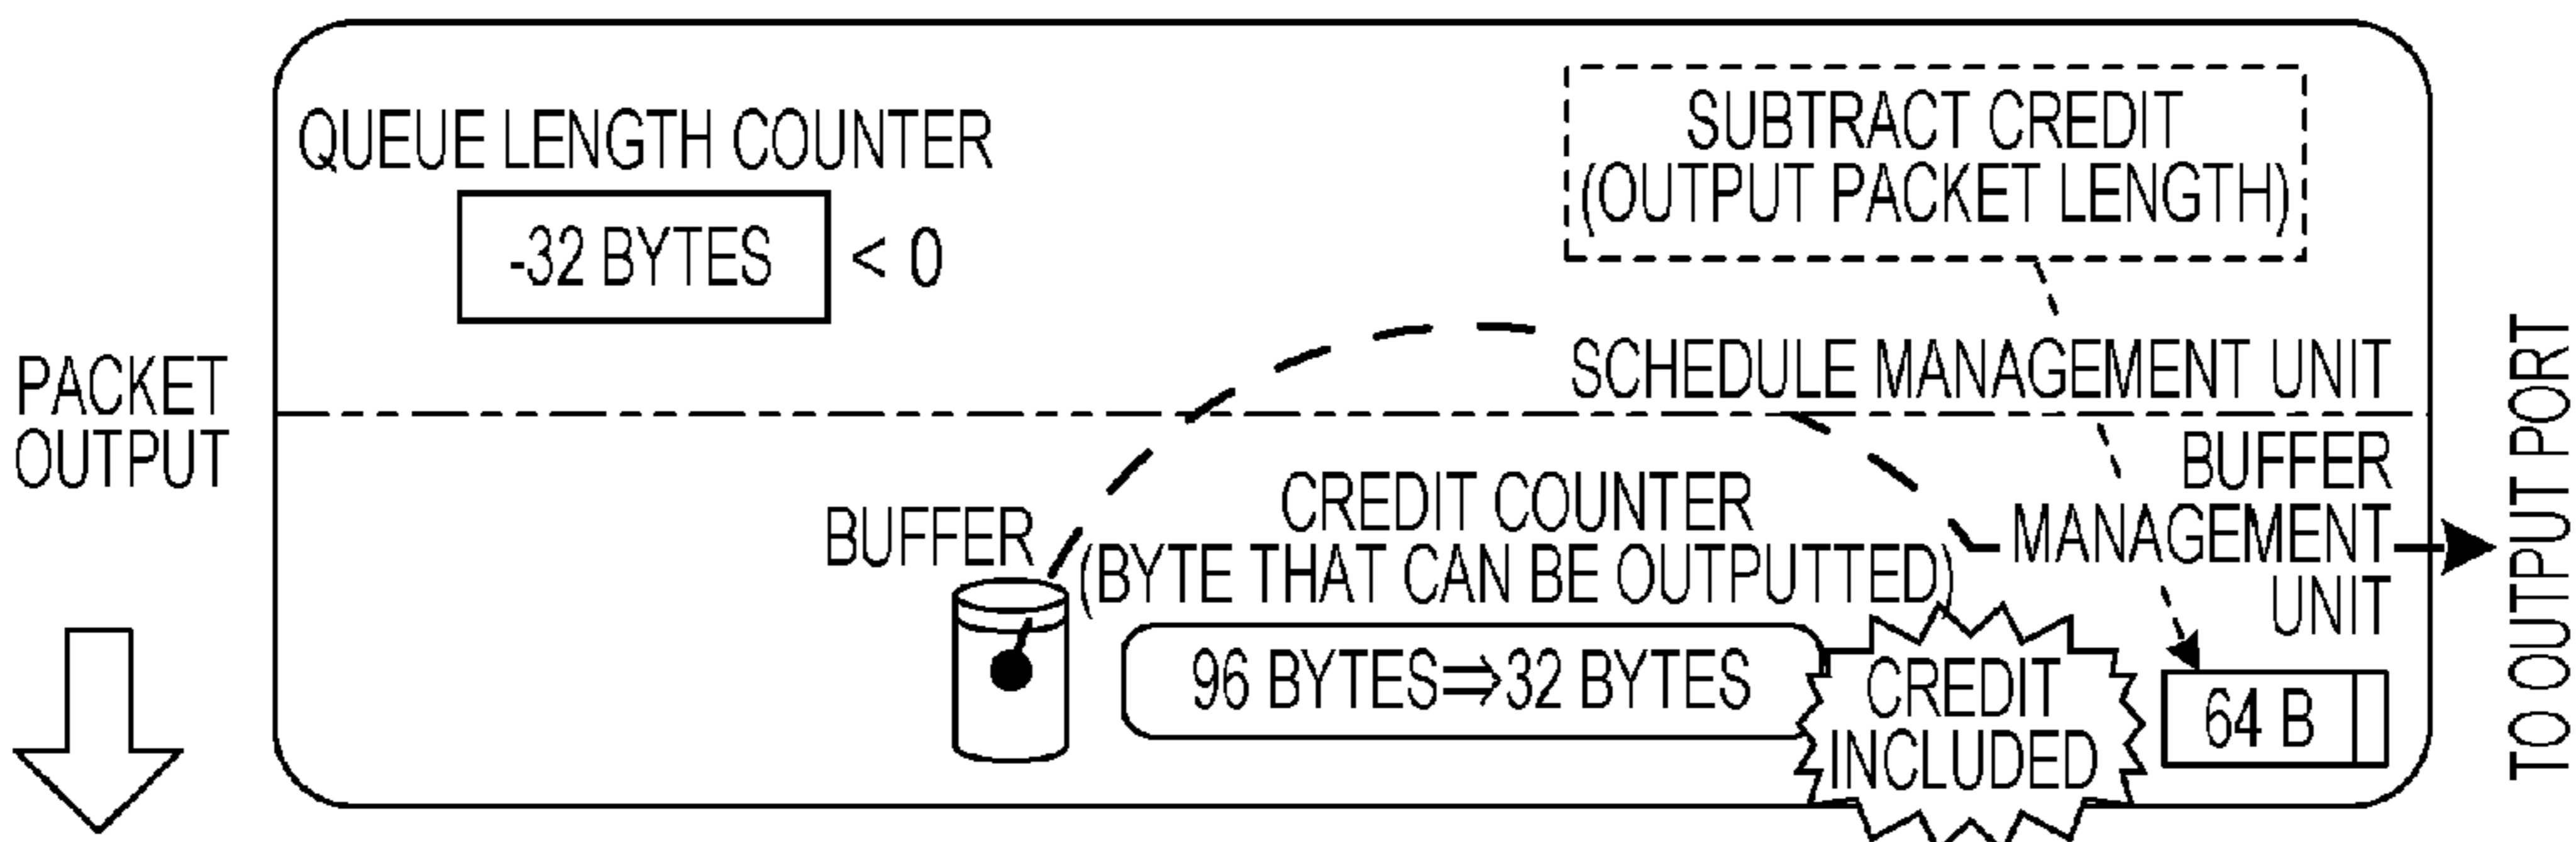 PACKET
OUTPUT
QUEUE LENGTH COUNTER
-32 BYTES < 0
SUBTRACT CREDIT
(OUTPUT PACKET LENGTH)
SCHEDULE MANAGEMENT UNIT
BUFFER
MANAGEMENT
UNIT
BUFFER
CREDIT COUNTER
(BYTE THAT CAN BE OUTPUTTED)
96 BYTES⇒32 BYTES
CREDIT
INCLUDED
64 B
TO OUTPUT PORT